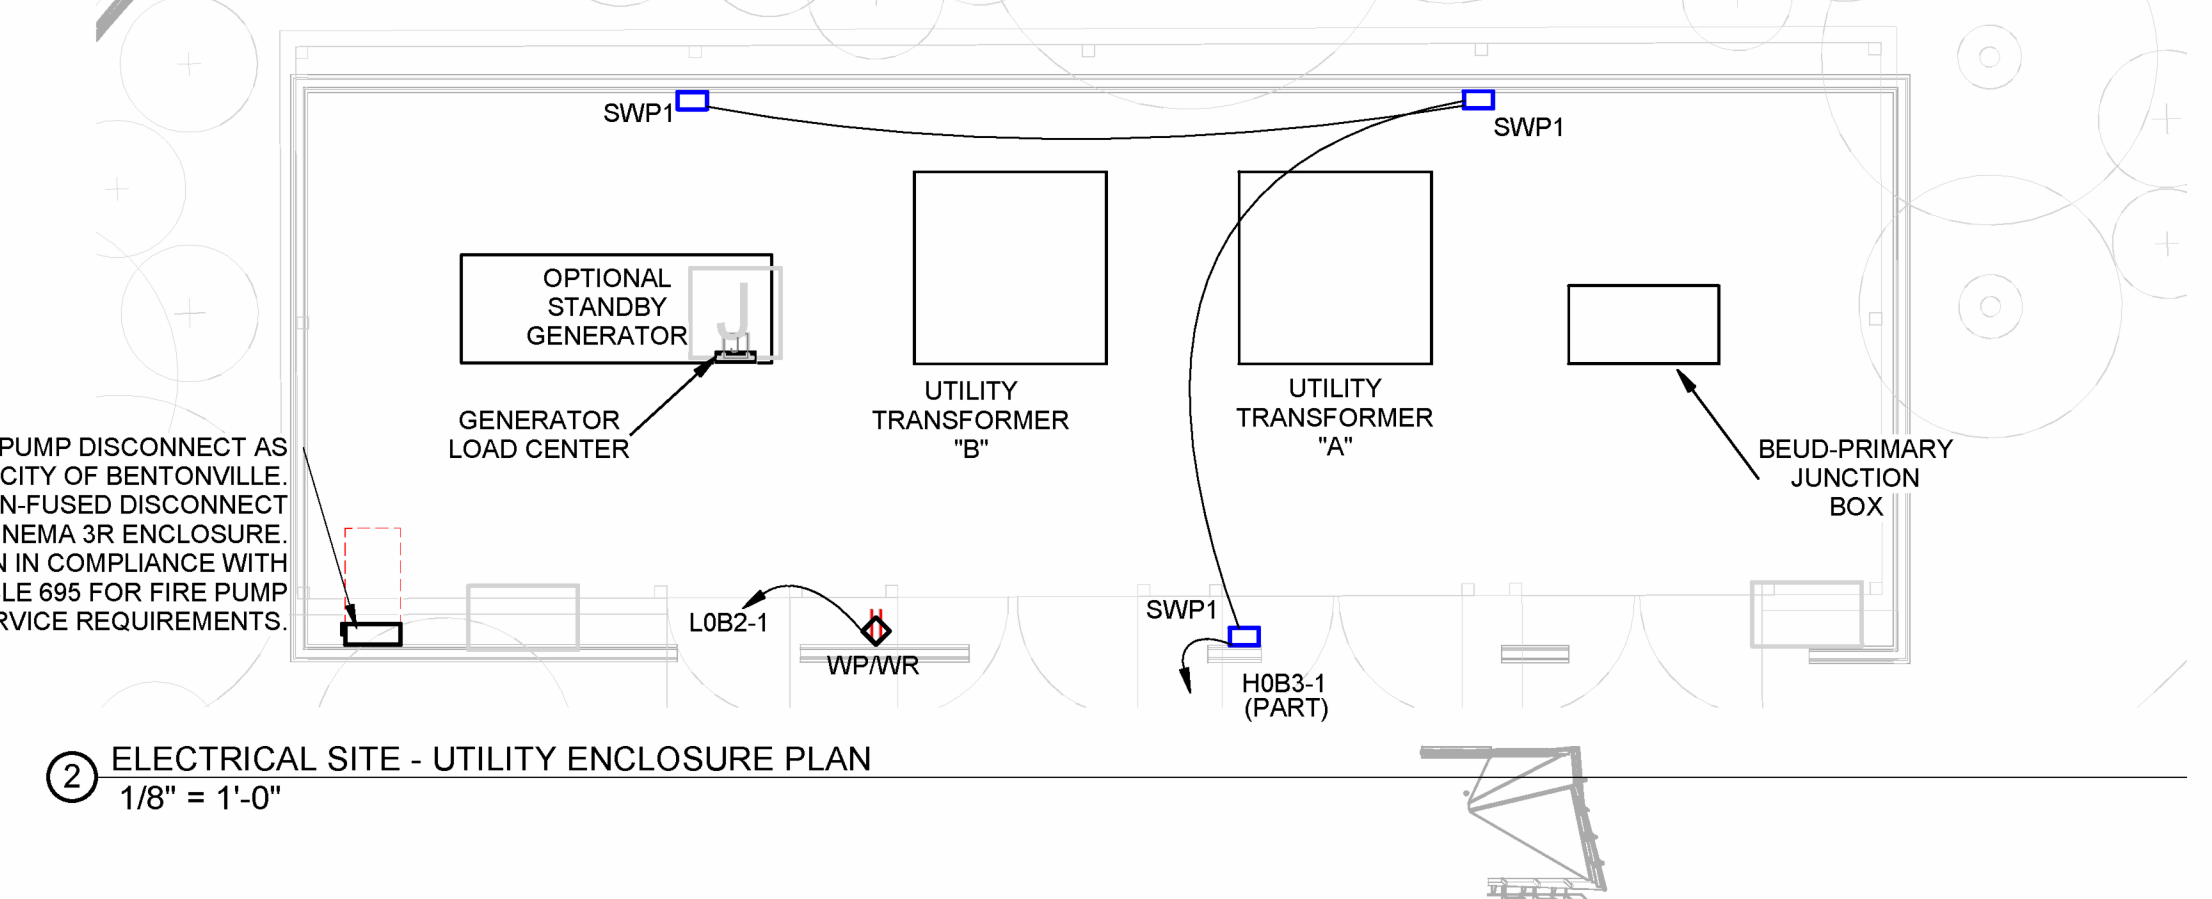 SWP1
SWP1
OPTIONAL
STANDBY
GENERATOR
J
GENERATOR
LOAD CENTER
UTILITY
TRANSFORMER
"B"
UTILITY
TRANSFORMER
"A"
BEUD-PRIMARY
JUNCTION
BOX
PUMP DISCONNECT AS
CITY OF BENTONVILLE.
N-FUSED DISCONNECT
NEMA 3R ENCLOSURE.
N IN COMPLIANCE WITH
LE 695 FOR FIRE PUMP
RVICE REQUIREMENTS.
L0B2-1
WP/WR
SWP1
H0B3-1
(PART)
2
ELECTRICAL SITE - UTILITY ENCLOSURE PLAN
1/8" = 1'-0"